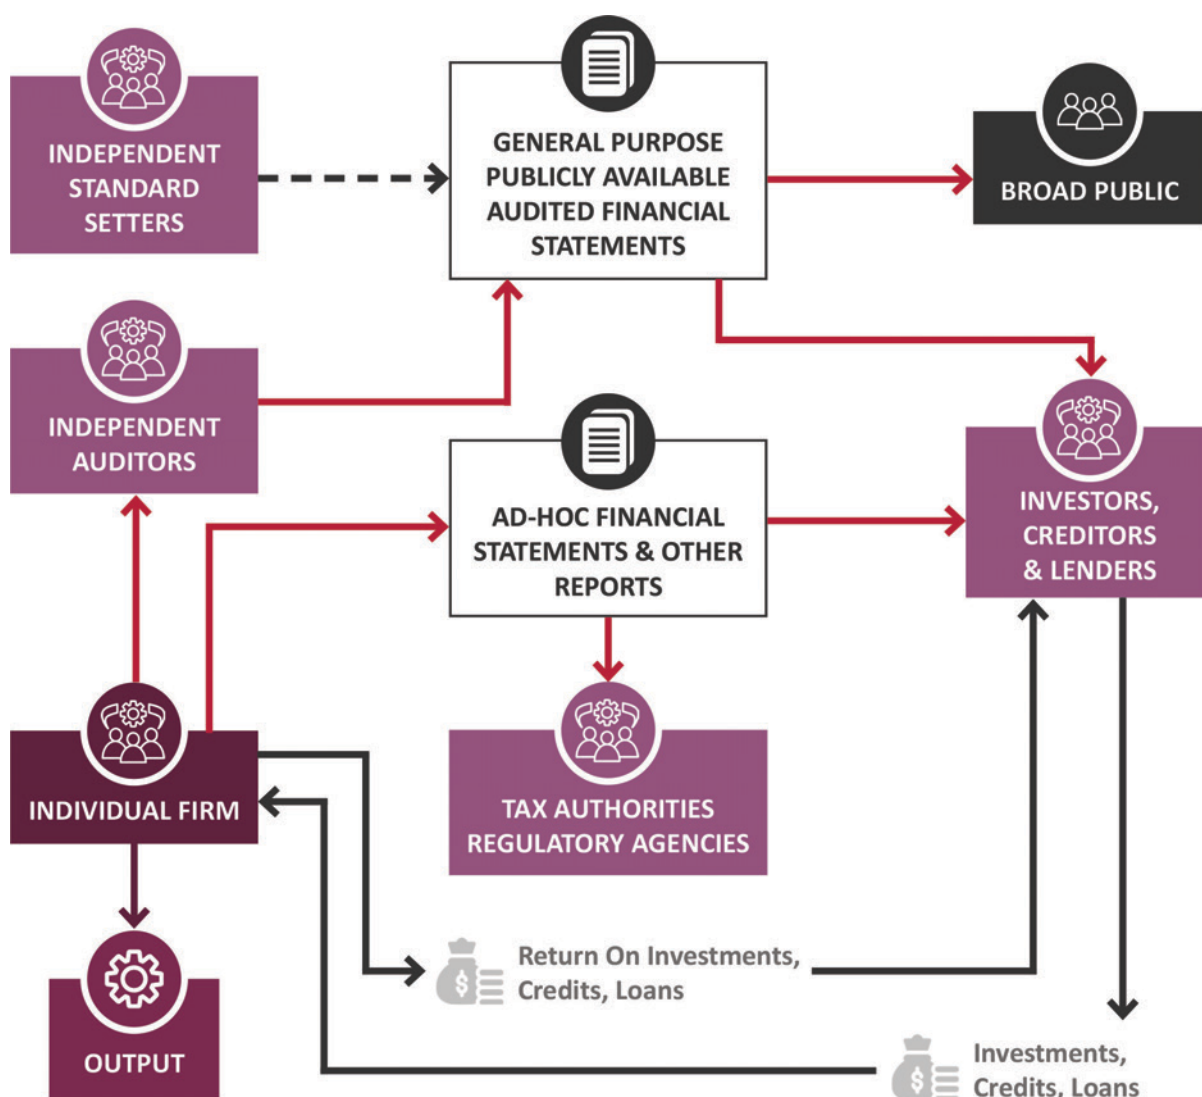 INDEPENDENT
STANDARD
SETTERS
GENERAL PURPOSE
PUBLICLY AVAILABLE
AUDITED FINANCIAL
STATEMENTS
BROAD PUBLIC
INDEPENDENT
AUDITORS
AD-HOC FINANCIAL
STATEMENTS & OTHER
REPORTS
INVESTORS,
CREDITORS
& LENDERS
INDIVIDUAL FIRM
TAX AUTHORITIES
REGULATORY AGENCIES
$ Return On Investments,
Credits, Loans
OUTPUT
$ Investments,
Credits, Loans